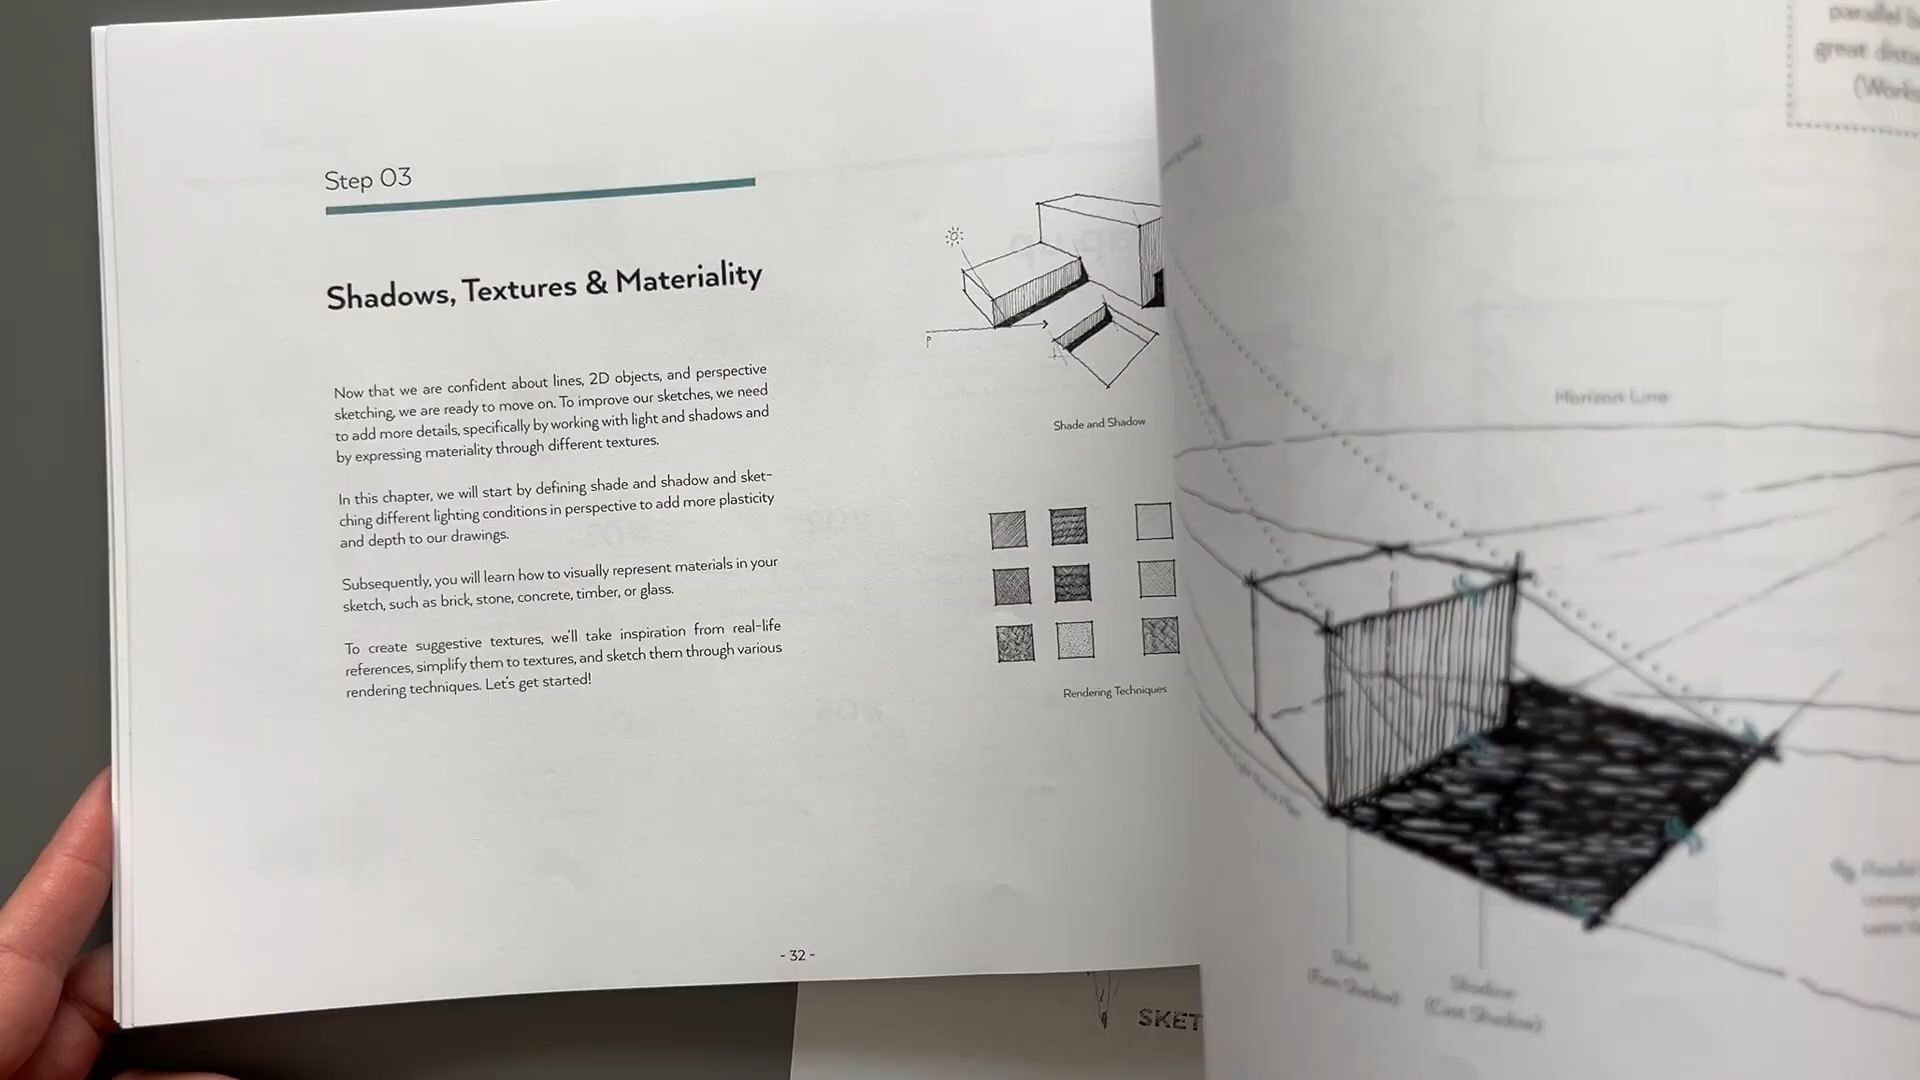 Step 03
Shadows, Textures & Materiality
Now that we are confident about lines, 2D objects, and perspective
sketching, we are ready to move on. To improve our sketches, we need
to add more details, specifically by working with light and shadows and
by expressing materiality through different textures.
In this chapter, we will start by defining shade and shadow and sket-
ching different lighting conditions in perspective to add more plasticity
and depth to our drawings.
Subsequently, you will learn how to visually represent materials in your
sketch, such as brick, stone, concrete, timber, or glass.
To create suggestive textures, we'll take inspiration from real-life
references, simplify them to textures, and sketch them through various
rendering techniques. Let's get started!
Shade and Shadow
Rendering Techniques
- 32 -
SKET
parallel
great
Horizon Line
Shade
Shadow
(Cast Shadow)